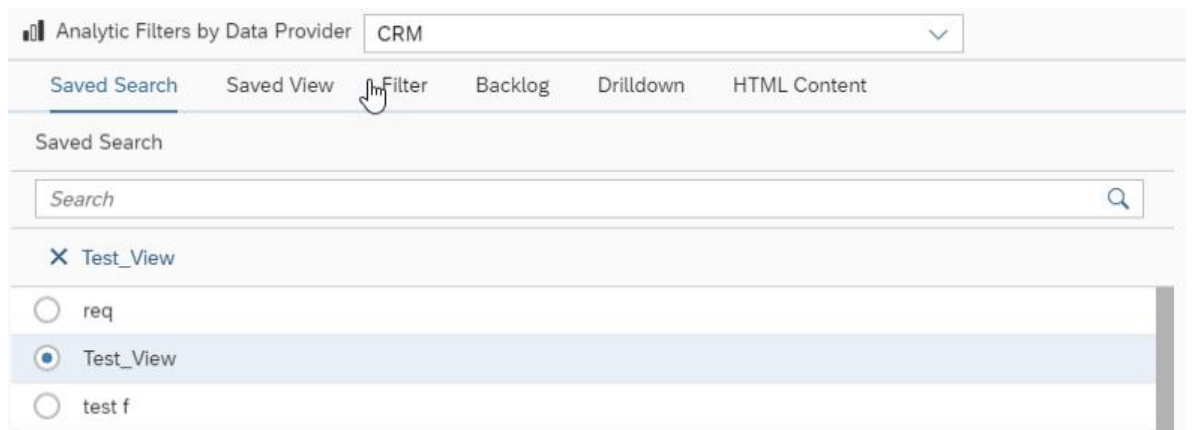 Analytic Filters by Data Provider CRM
Saved Search Saved View Filter Backlog Drilldown HTML Content
Saved Search
Search
Test_View
req
Test_View
test f